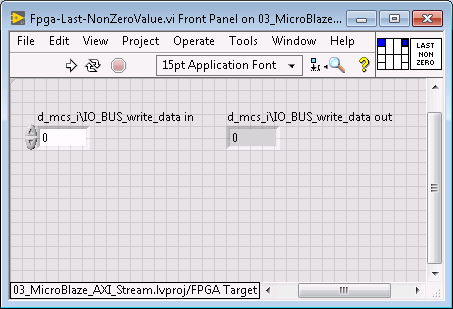 Fpga-Last-NonZeroValue.vi Front Panel on 03_MicroBlaze...
File Edit View Project Operate Tools Window Help
15pt Application Font
LAST
NON
ZERO
d_mcs_i\IO_BUS_write_data in
d_mcs_i\IO_BUS_write_data out
0
0
03_MicroBlaze_AXI_Stream.lvproj/FPGA Target